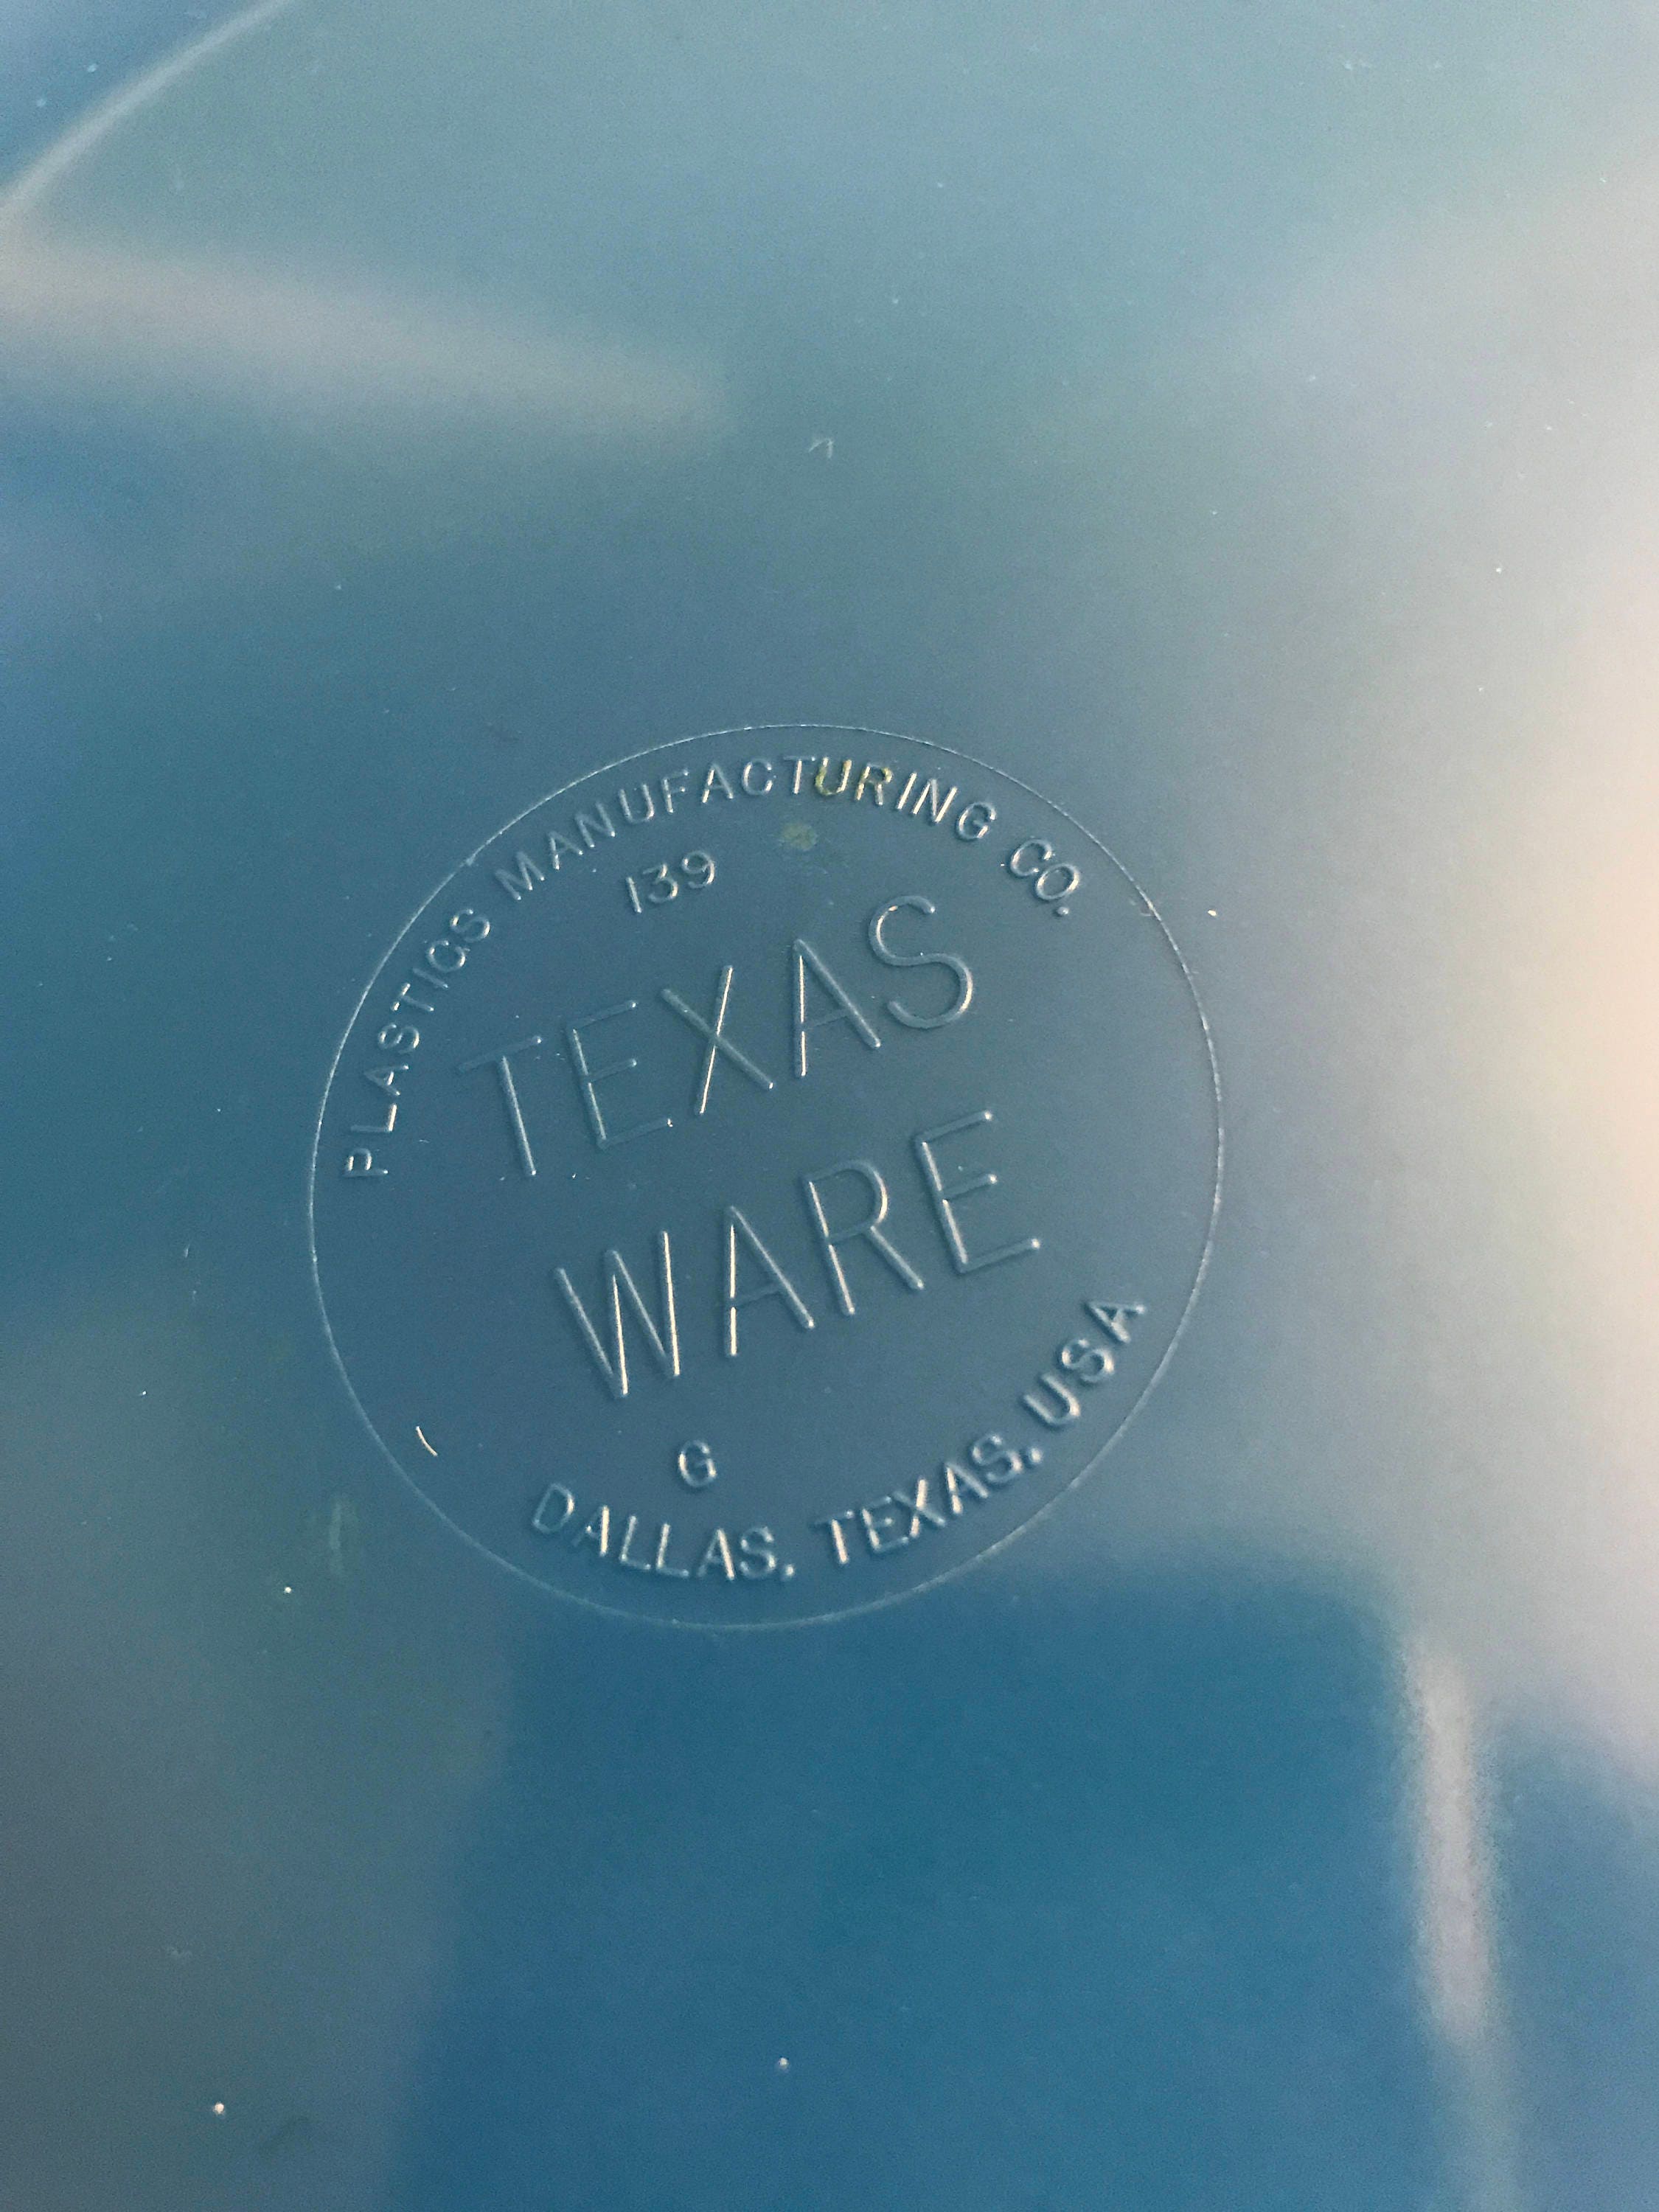 PLASTICS MANUFACTURING CO.
139
TEXAS
WARE
G
DALLAS, TEXAS, USA